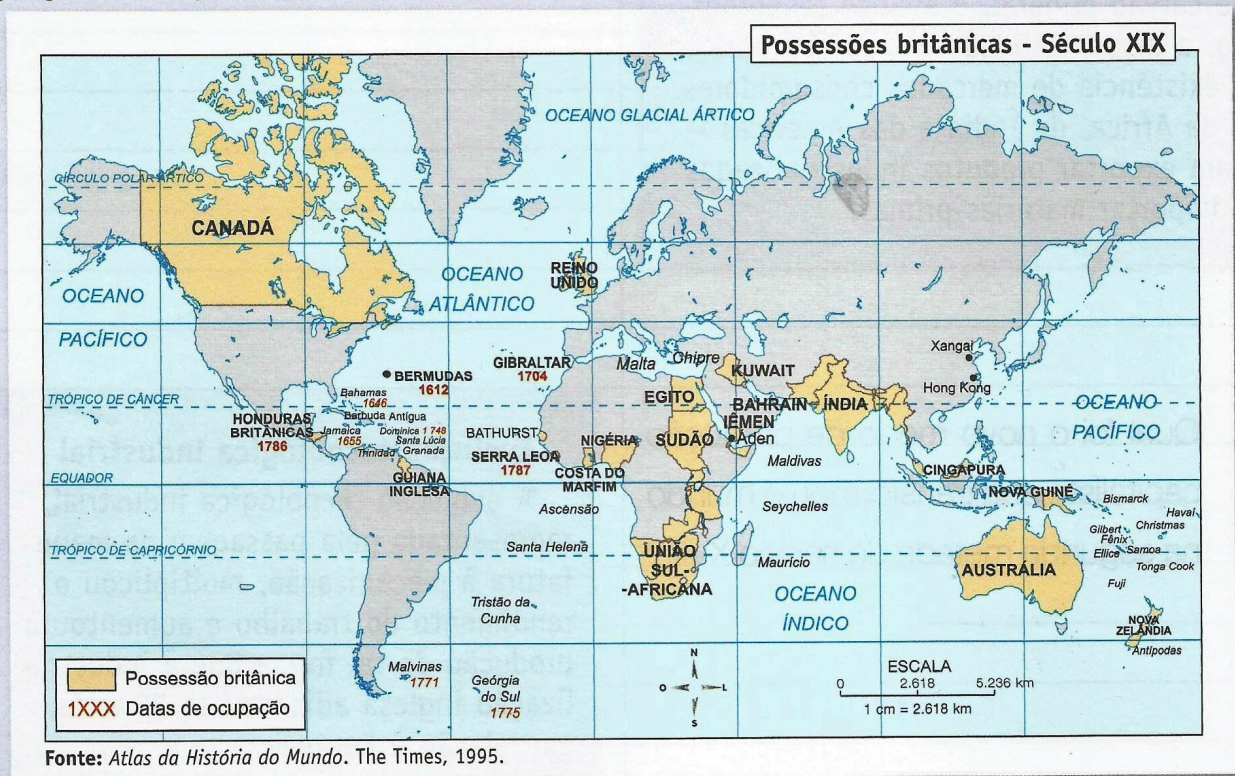 Possessões britânicas - Século XIX
OCEANO GLACIAL ÁRTICO
CÍRCULO POLAR ÁRTICO
CANADÁ
REINO
UNIDO
OCEANO
ATLÂNTICO
OCEANO
PACÍFICO
Xangai
Hong Kong
GIBRALTAR
1704
Malta
Chipre
KUWAIT
BERMUDAS
1612
Bahamas
1646
TRÓPICO DE CÂNCER
EGITO
BAHRAIN
ÍNDIA
OCEANO
PACÍFICO
HONDURAS
BRITÂNICAS
1786
Barbuda
Antígua
Jamaica
1655
Dominica 1 748
Santa Lúcia
Granada
Trinidad
BATHURST
NIGÉRIA
SUDÃO
IÊMEN
Aden
Maldivas
SERRA LEOA
1787
COSTA DO
MARFIM
GUIANA
INGLESA
EQUADOR
CINGAPURA
NOVA GUINÉ
Bismarck
Havaí
Christmas
Gilbert
Fênix
Ellice
Samoa
Tonga Cook
Fuji
Ascensão
Seychelles
TRÓPICO DE CAPRICÓRNIO
Santa Helena
UNIÃO
SUL-
-AFRICANA
Mauricio
AUSTRÁLIA
OCEANO
ÍNDICO
Tristão da
Cunha
NOVA
ZELÂNDIA
Antípodas
Malvinas
1771
Geórgia
do Sul
1775
N
O
L
S
ESCALA
0 2.618 5.236 km
1 cm = 2.618 km
Possessão britânica
1XXX Datas de ocupação
Fonte: Atlas da História do Mundo. The Times, 1995.